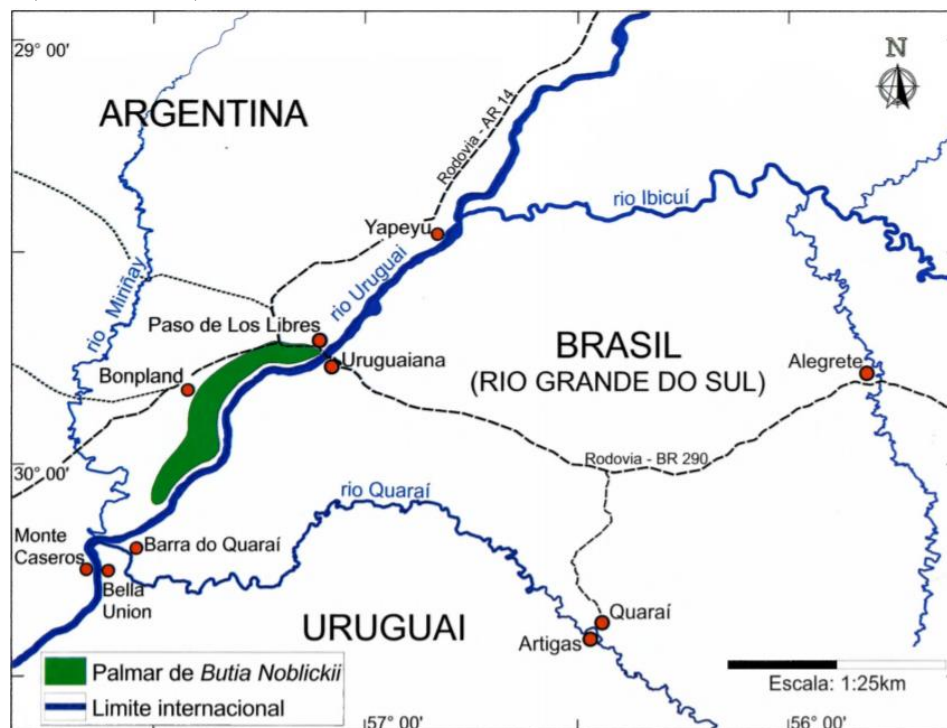 29° 00'
N
ARGENTINA
Rodovia - AR 14
rio Ibicuí
Yapeyú
rio Uruguai
rio Miriñay
Paso de Los Libres
Uruguaiana
BRASIL
(RIO GRANDE DO SUL)
Alegrete
Bonpland
30° 00'
Rodovia - BR 290
rio Quaraí
Monte
Caseros
Barra do Quaraí
Bella
Union
URUGUAI
Quaraí
Artigas
Palmar de Butia Noblickii
Limite internacional
Escala: 1:25km
57° 00'
56° 00'